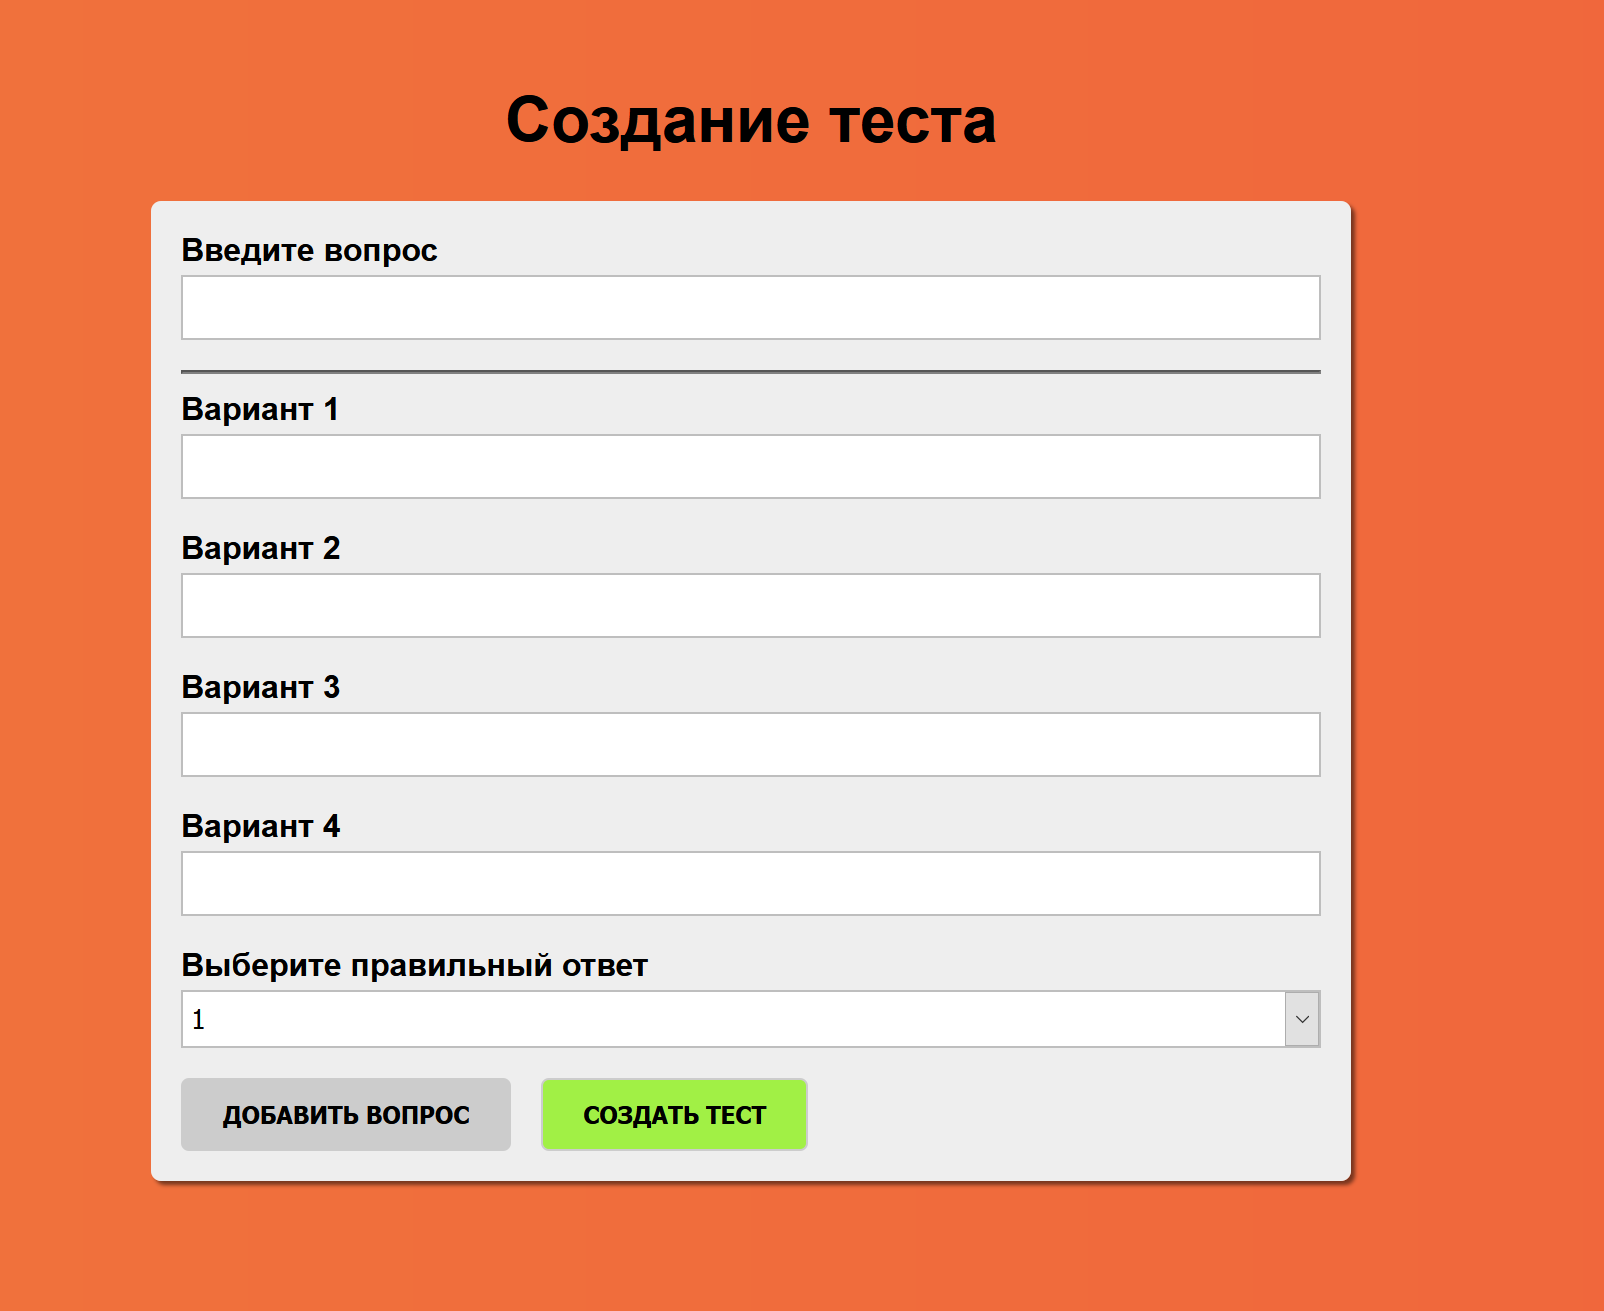 Создание теста
Введите вопрос
Вариант 1
Вариант 2
Вариант 3
Вариант 4
Выберите правильный ответ
1
ДОБАВИТЬ ВОПРОС
СОЗДАТЬ ТЕСТ